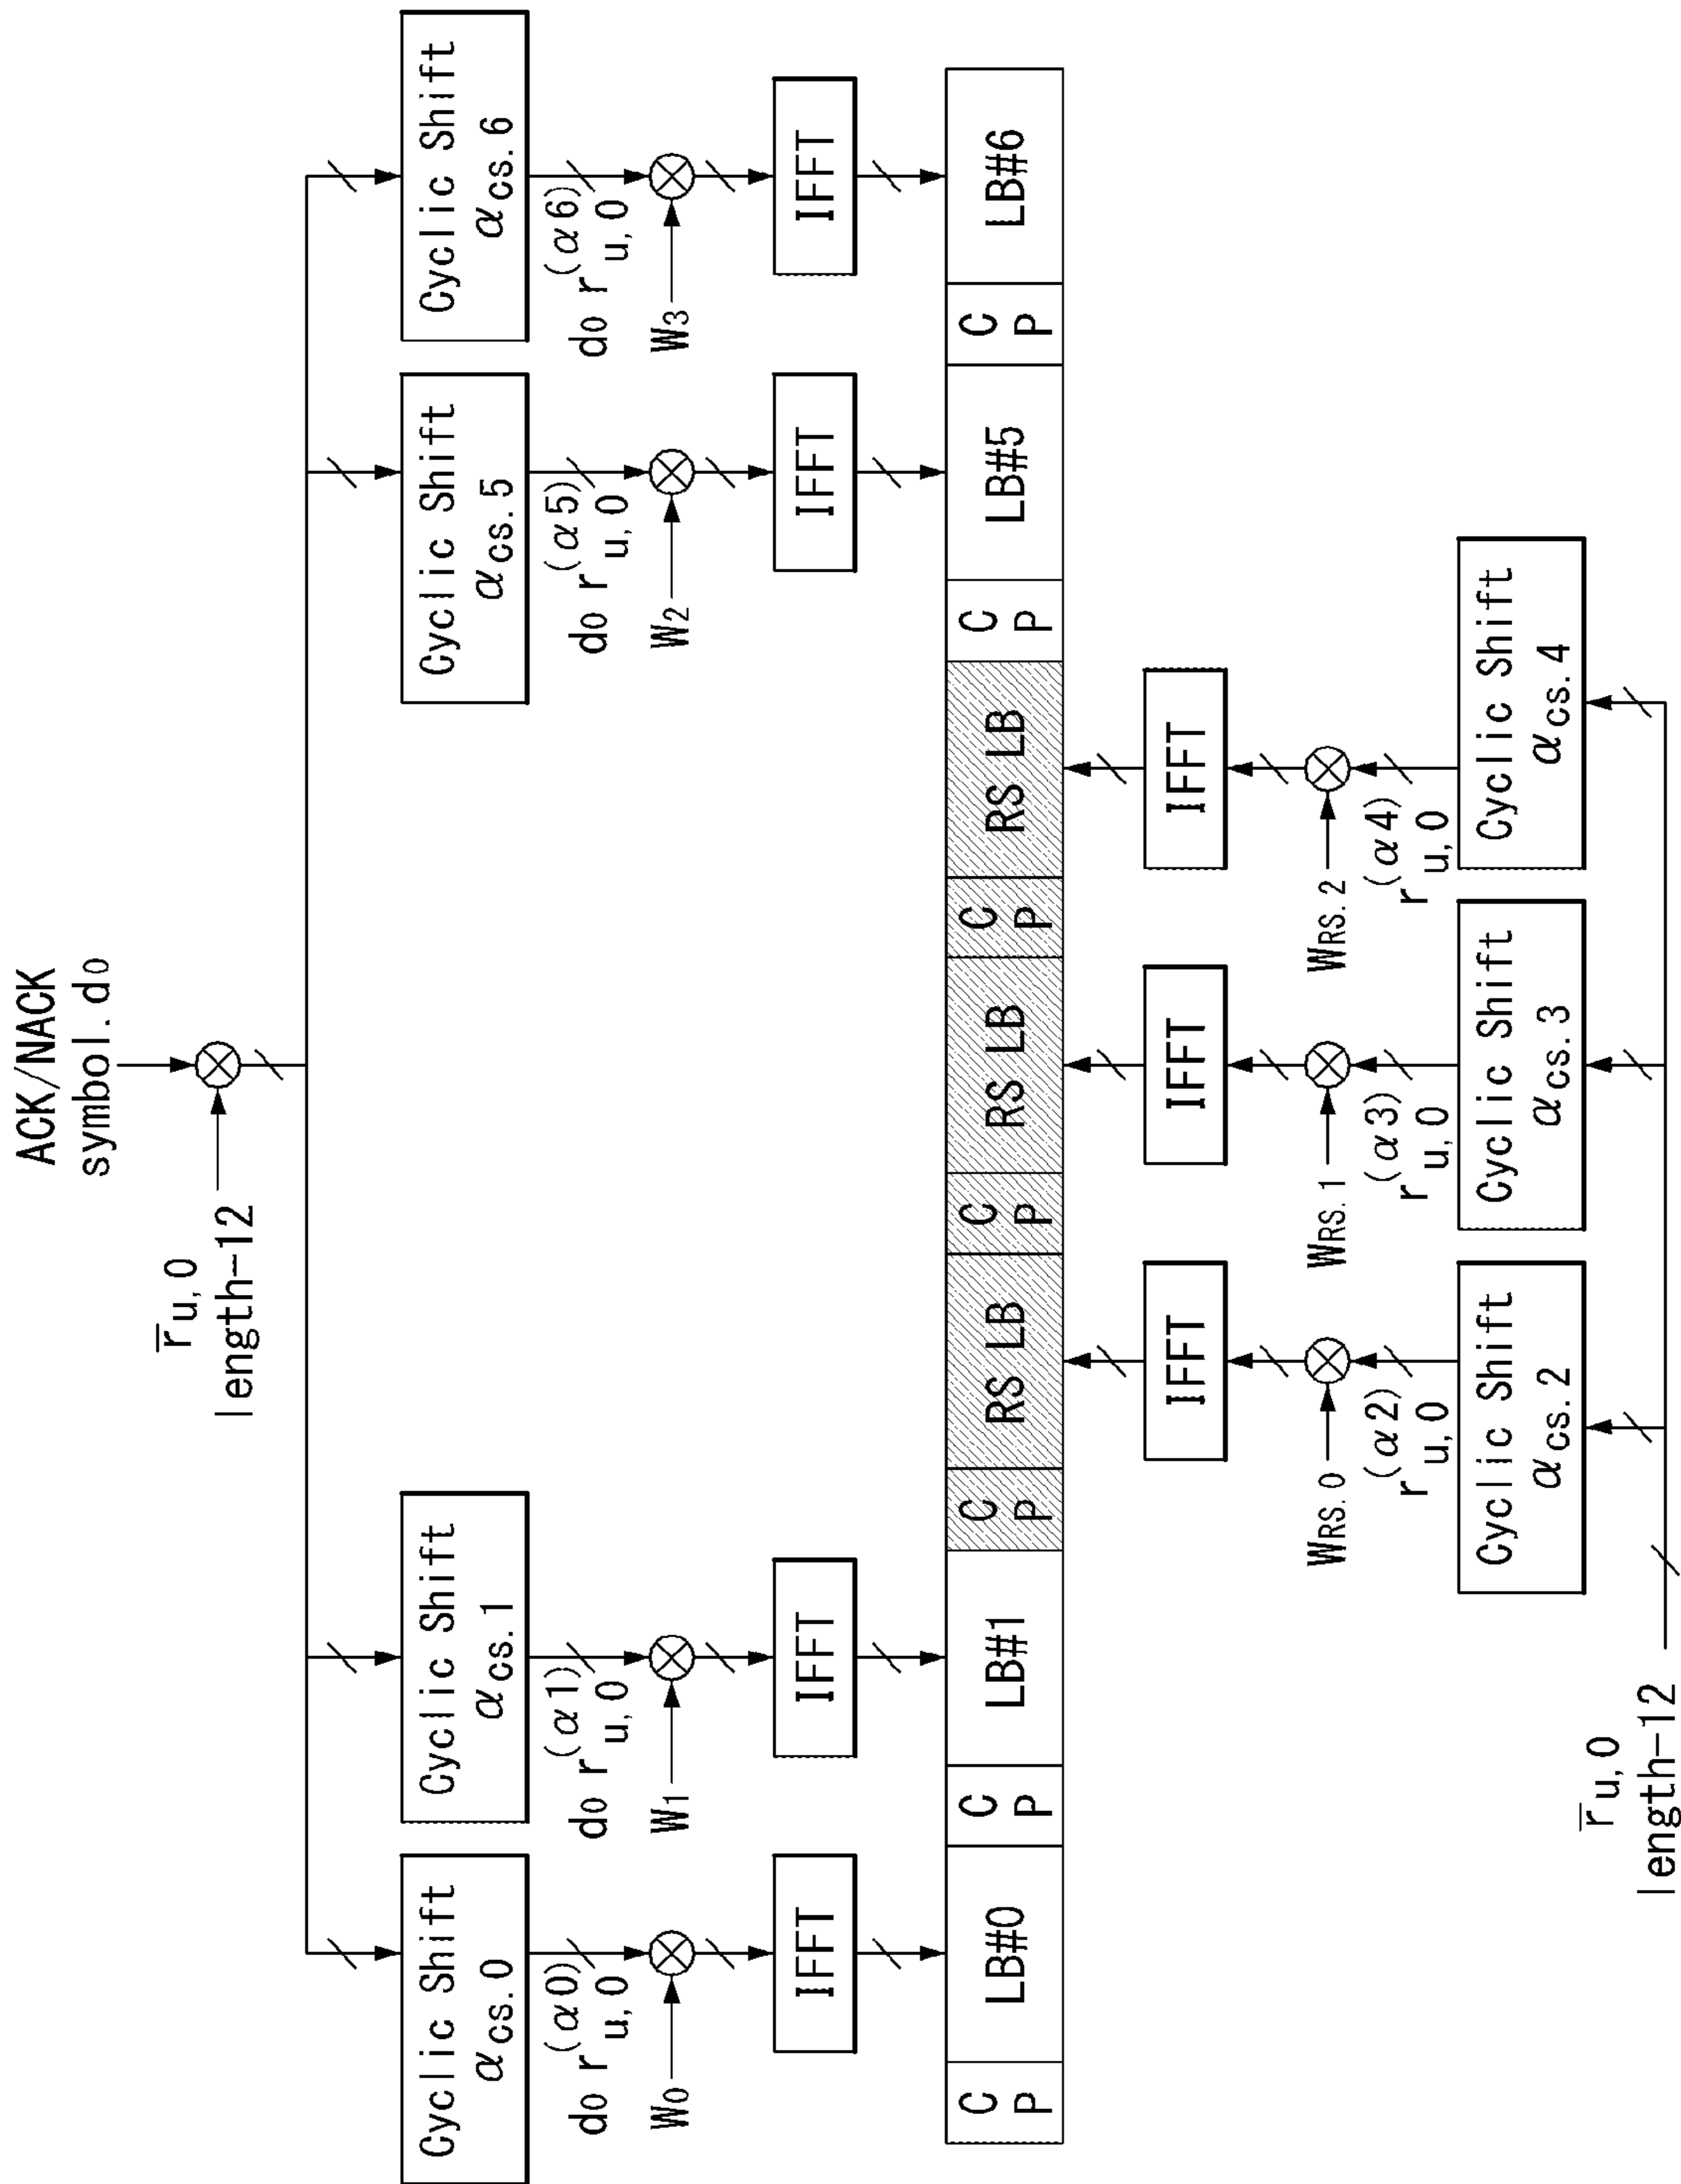 ACK/NACK
symbol.d0
r̅u,0
length-12
Cyclic Shift
αcs.0
Cyclic Shift
αcs.1
Cyclic Shift
αcs.5
Cyclic Shift
αcs.6
d0 r(α0)u,0
d0 r(α1)u,0
d0 r(α5)u,0
d0 r(α6)u,0
W0
W1
W2
W3
IFFT
IFFT
IFFT
IFFT
CP
LB#0
CP
LB#1
CP
RS LB
CP
RS LB
CP
RS LB
CP
LB#5
CP
LB#6
IFFT
IFFT
IFFT
WRS.0
WRS.1
WRS.2
r(α2)u,0
r(α3)u,0
r(α4)u,0
Cyclic Shift
αcs.2
Cyclic Shift
αcs.3
Cyclic Shift
αcs.4
r̅u,0
length-12